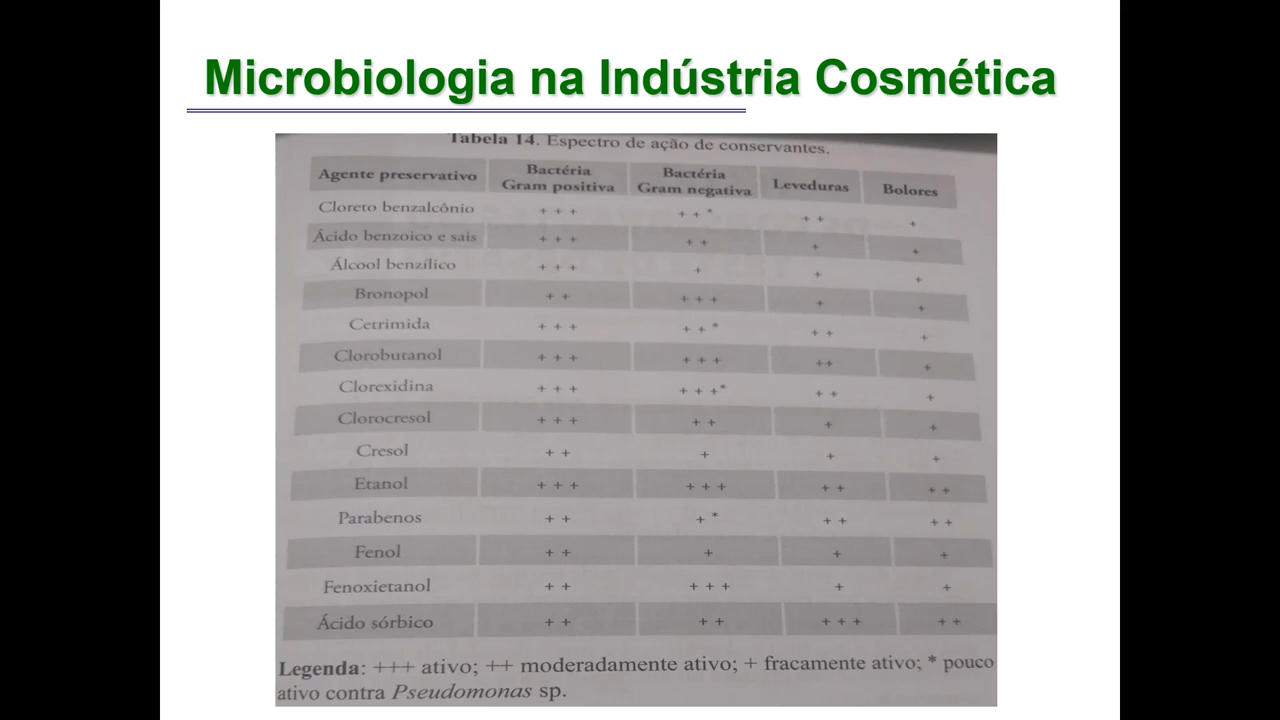 Microbiologia na Indústria Cosmética
Tabela 14. Espectro de ação de conservantes.
Agente preservativo Bactéria Gram positiva Bactéria Gram negativa Leveduras Bolores
Cloreto benzalcônio +++ ++* ++ +
Ácido benzoico e sais +++ ++ + +
Álcool benzílico +++ + + +
Bronopol ++ +++ + +
Cetrimida +++ ++* ++ +
Clorobutanol +++ +++ ++ +
Clorexidina +++ +++* ++ +
Clorocresol +++ ++ + +
Cresol ++ + + +
Etanol +++ +++ ++ ++
Parabenos ++ +* ++ ++
Fenol ++ + + +
Fenoxietanol ++ +++ + +
Ácido sórbico ++ ++ +++ ++
Legenda: +++ ativo; ++ moderadamente ativo; + fracamente ativo; * pouco
ativo contra Pseudomonas sp.